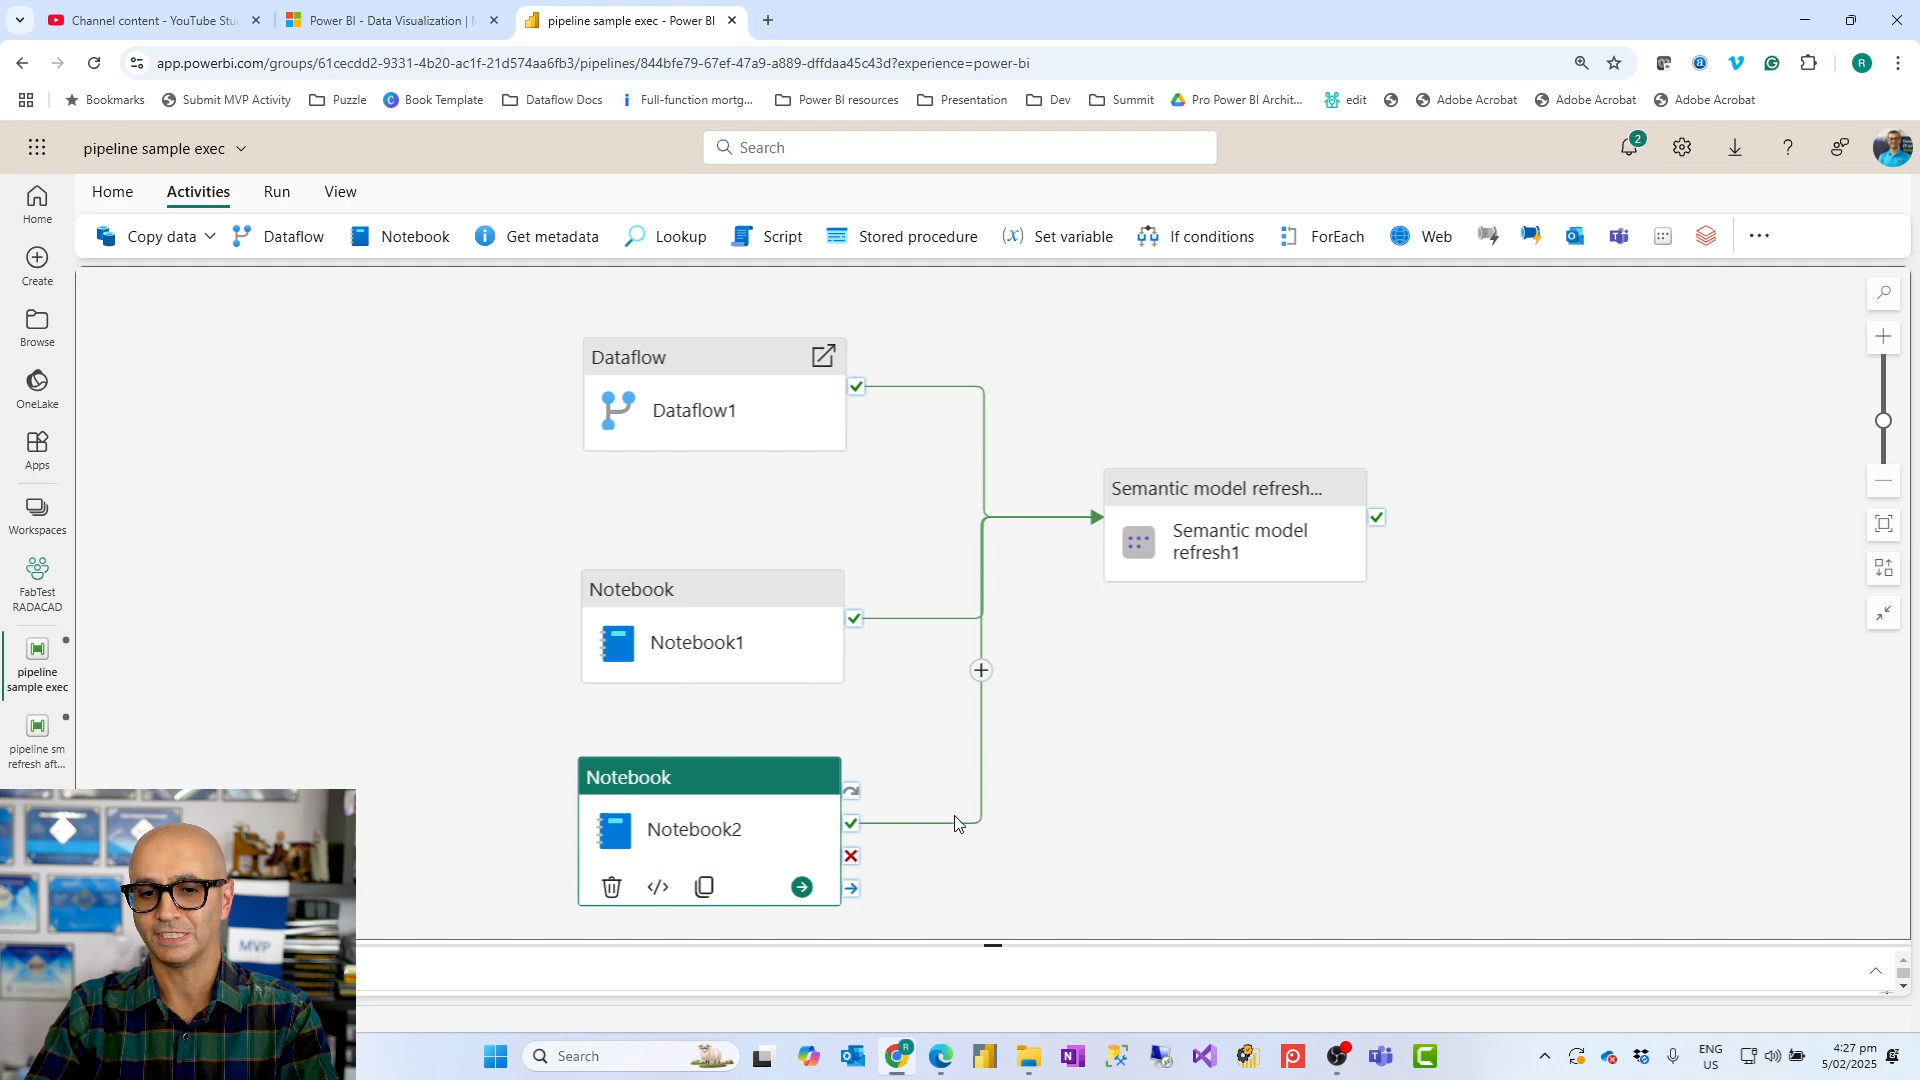 Channel content - YouTube Stu
Power BI - Data Visualization | M
pipeline sample exec - Power BI
app.powerbi.com/groups/61cecdd2-9331-4b20-ac1f-21d574aa6fb3/pipelines/844bfe79-67ef-47a9-a889-dffdaa45c43d?experience=power-bi
R
Bookmarks
Submit MVP Activity
Puzzle
Book Template
Dataflow Docs
Full-function mortg...
Power BI resources
Presentation
Dev
Summit
Pro Power BI Archit...
edit
Adobe Acrobat
Adobe Acrobat
Adobe Acrobat
pipeline sample exec
Search
2
Home
Activities
Run
View
Copy data
Dataflow
Notebook
Get metadata
Lookup
Script
Stored procedure
Set variable
If conditions
ForEach
Web
Home
Create
Browse
OneLake
Apps
Workspaces
FabTest
RADACAD
pipeline
sample exec
pipeline sm
refresh aft...
Dataflow
Dataflow1
Notebook
Notebook1
Notebook
Notebook2
Semantic model refresh...
Semantic model
refresh1
MVP
Search
ENG
US
4:27 pm
5/02/2025